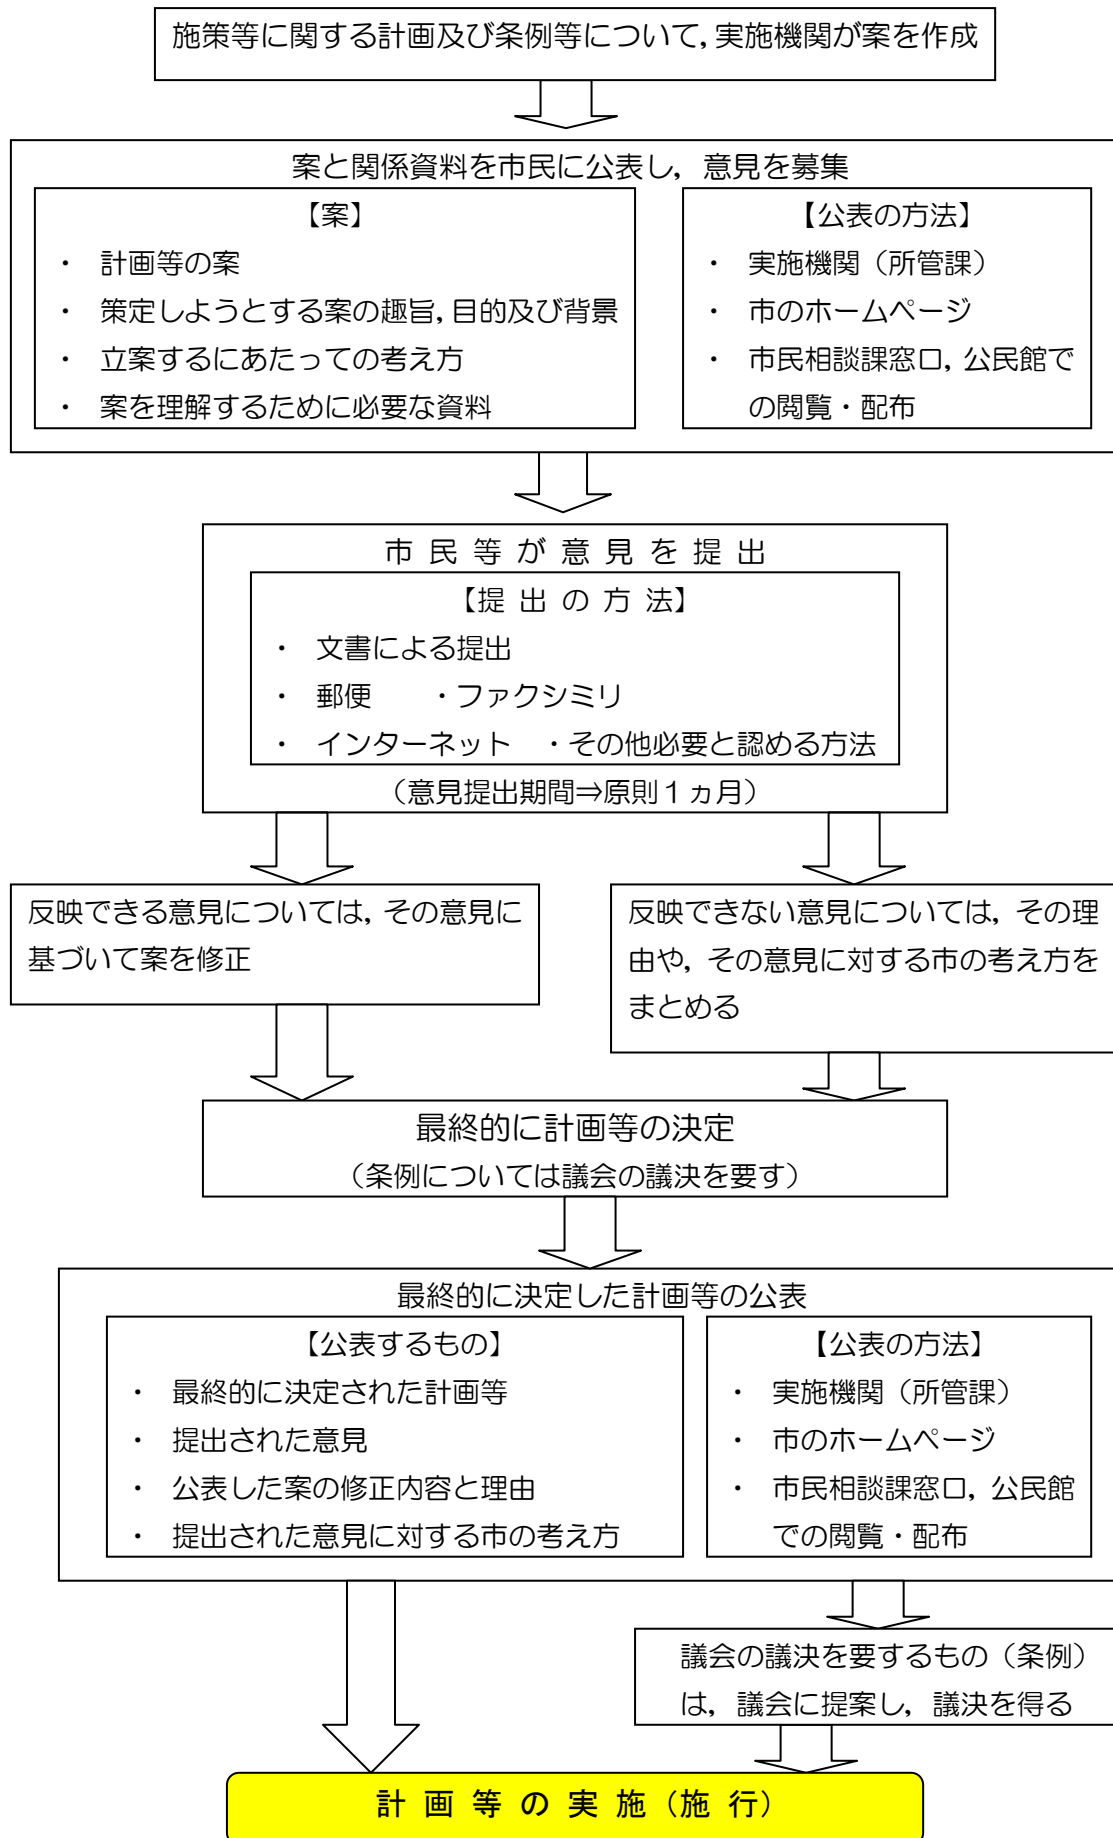 施策等に関する計画及び条例等について，実施機関が案を作成
案と関係資料を市民に公表し，意見を募集
【案】
・ 計画等の案
・ 策定しようとする案の趣旨，目的及び背景
・ 立案するにあたっての考え方
・ 案を理解するために必要な資料
【公表の方法】
・ 実施機関（所管課）
・ 市のホームページ
・ 市民相談課窓口，公民館で
の閲覧・配布
市 民 等 が 意 見 を 提 出
【提 出 の 方 法】
・ 文書による提出
・ 郵便 ・ファクシミリ
・ インターネット ・その他必要と認める方法
（意見提出期間⇒原則１ヵ月）
反映できる意見については，その意見に
基づいて案を修正
反映できない意見については，その理
由や，その意見に対する市の考え方を
まとめる
最終的に計画等の決定
（条例については議会の議決を要す）
最終的に決定した計画等の公表
【公表するもの】
・ 最終的に決定された計画等
・ 提出された意見
・ 公表した案の修正内容と理由
・ 提出された意見に対する市の考え方
【公表の方法】
・ 実施機関（所管課）
・ 市のホームページ
・ 市民相談課窓口，公民館
での閲覧・配布
議会の議決を要するもの（条例）
は，議会に提案し，議決を得る
計 画 等 の 実 施（施 行）